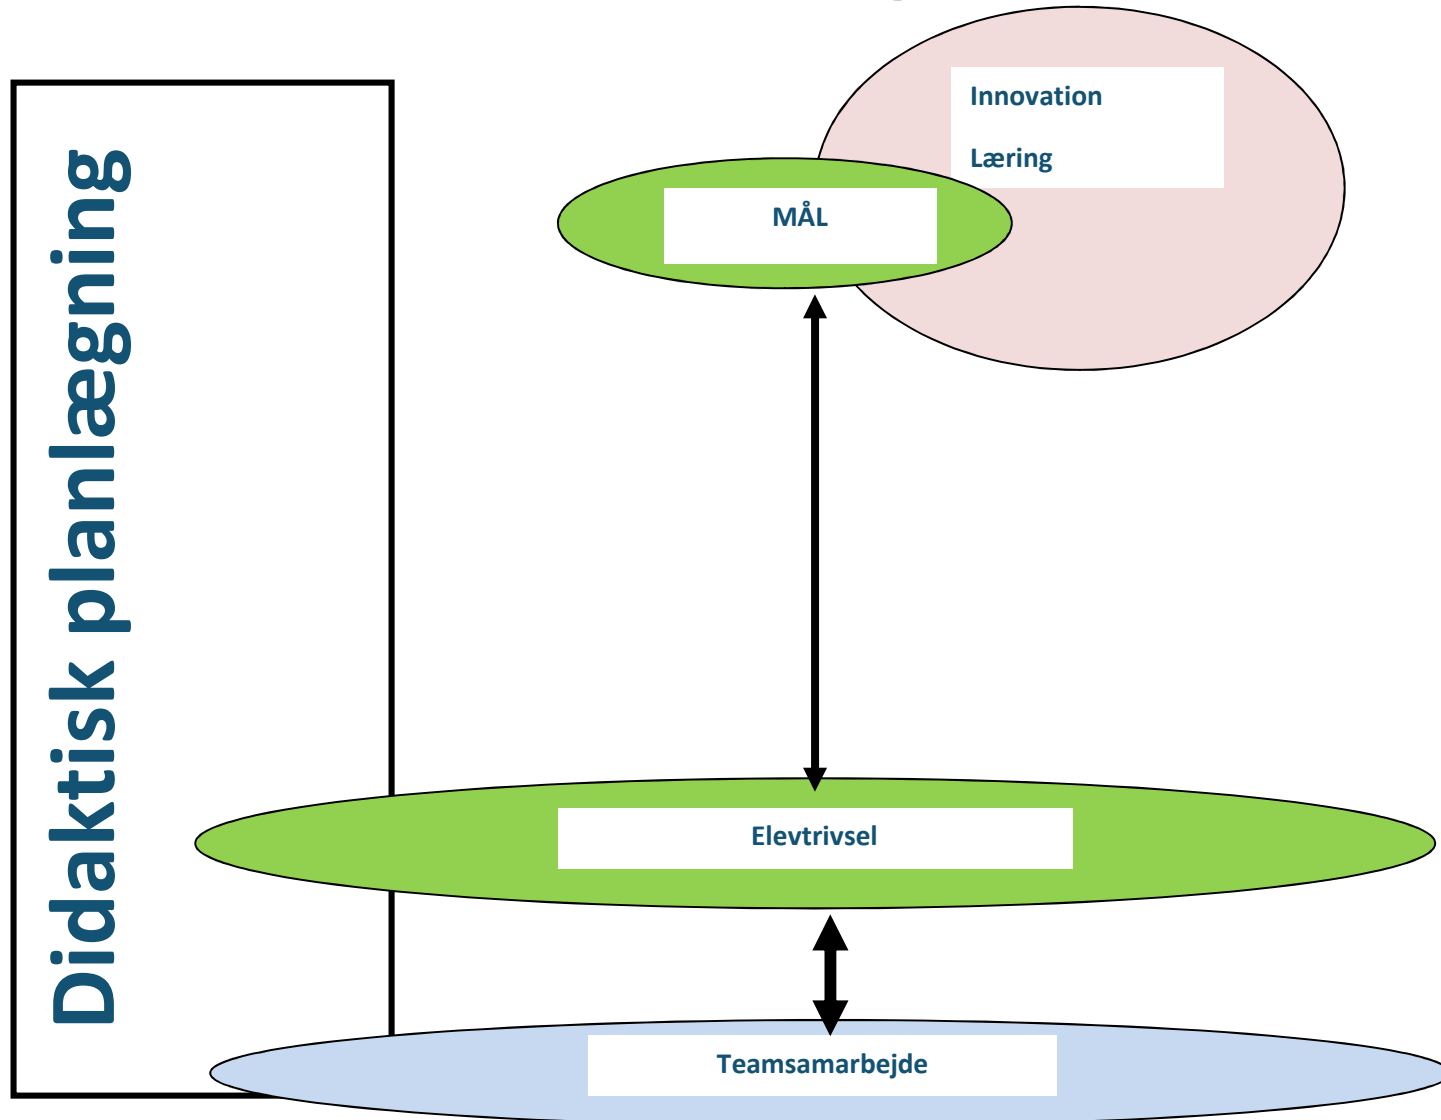 Didaktisk planlægning
Innovation
Læring
MÅL
Elevtrivsel
Teamsamarbejde